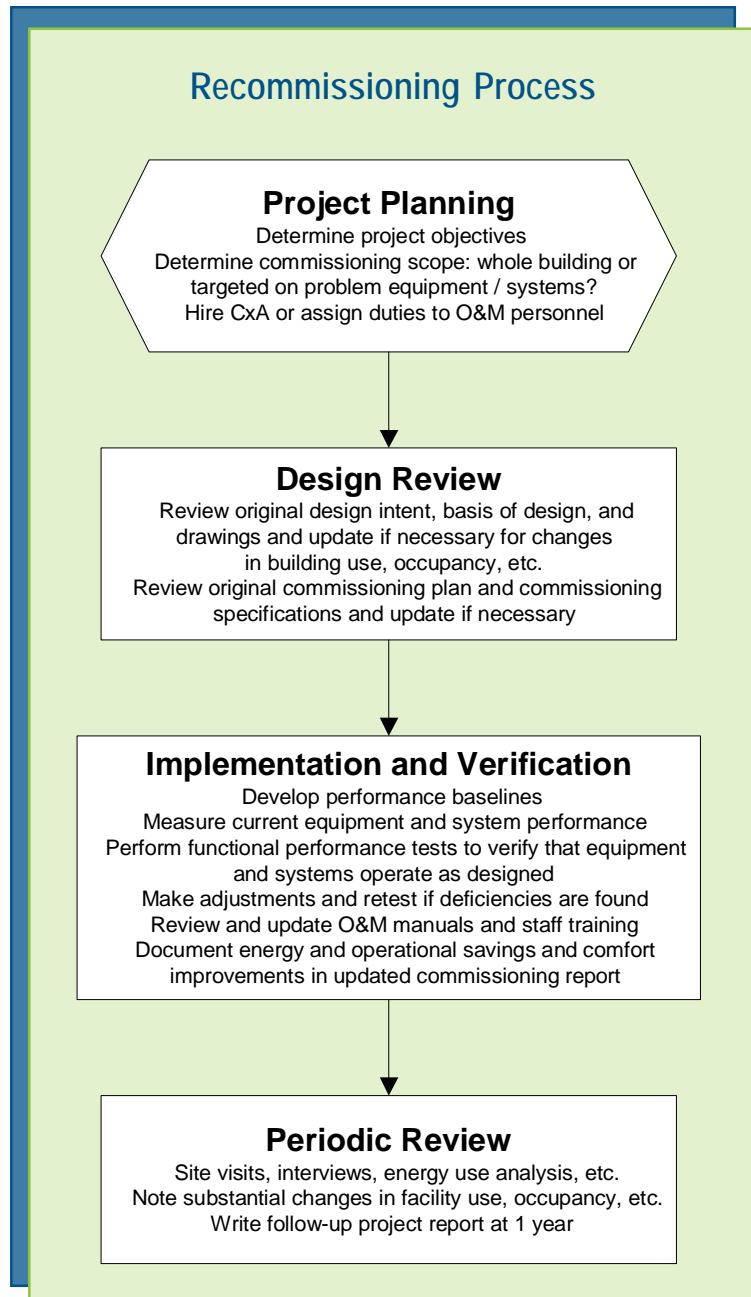 Recommissioning Process
Project Planning
Determine project objectives
Determine commissioning scope: whole building or
targeted on problem equipment / systems?
Hire CxA or assign duties to O&M personnel
Design Review
Review original design intent, basis of design, and
drawings and update if necessary for changes
in building use, occupancy, etc.
Review original commissioning plan and commissioning
specifications and update if necessary
Implementation and Verification
Develop performance baselines
Measure current equipment and system performance
Perform functional performance tests to verify that equipment
and systems operate as designed
Make adjustments and retest if deficiencies are found
Review and update O&M manuals and staff training
Document energy and operational savings and comfort
improvements in updated commissioning report
Periodic Review
Site visits, interviews, energy use analysis, etc.
Note substantial changes in facility use, occupancy, etc.
Write follow-up project report at 1 year